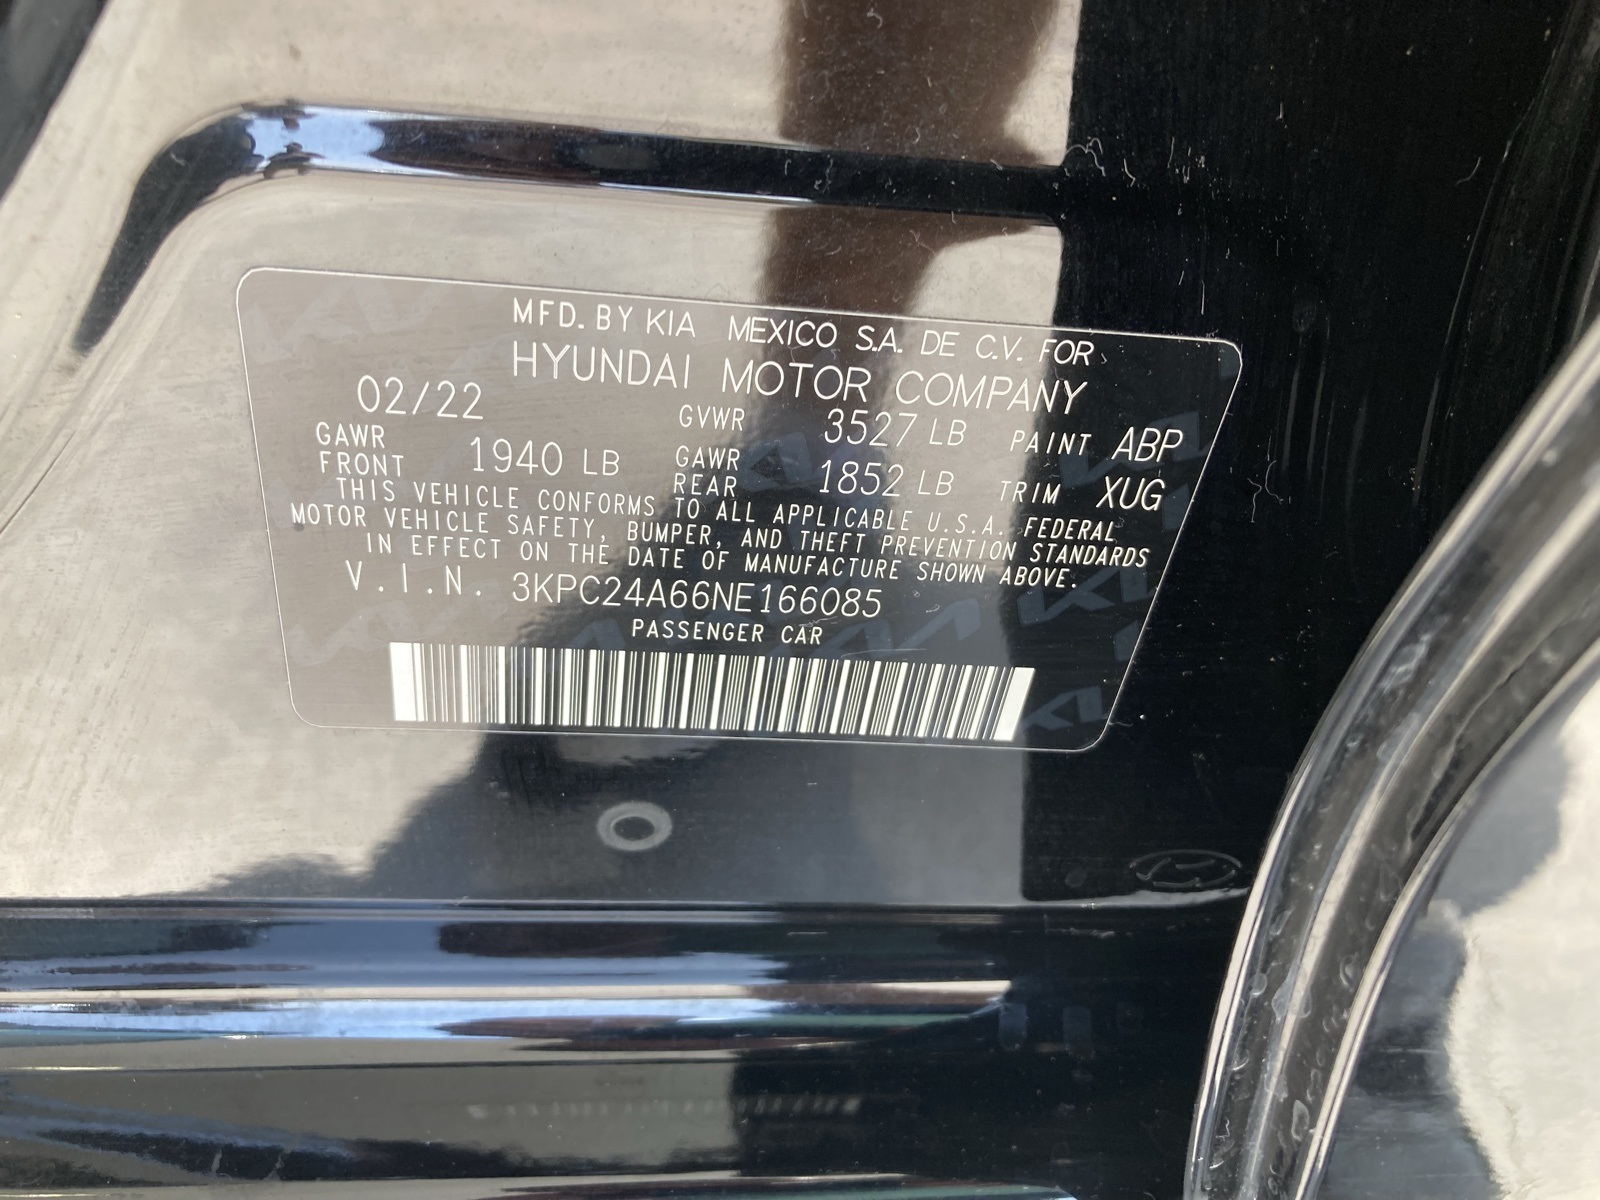 MFD. BY KIA MEXICO S.A. DE C.V. FOR
HYUNDAI MOTOR COMPANY
02/22 GVWR 3527 LB PAINT ABP
GAWR FRONT 1940 LB GAWR REAR 1852 LB TRIM XUG
THIS VEHICLE CONFORMS TO ALL APPLICABLE U.S.A. FEDERAL
MOTOR VEHICLE SAFETY, BUMPER, AND THEFT PREVENTION STANDARDS
IN EFFECT ON THE DATE OF MANUFACTURE SHOWN ABOVE.
V.I.N. 3KPC24A66NE166085
PASSENGER CAR